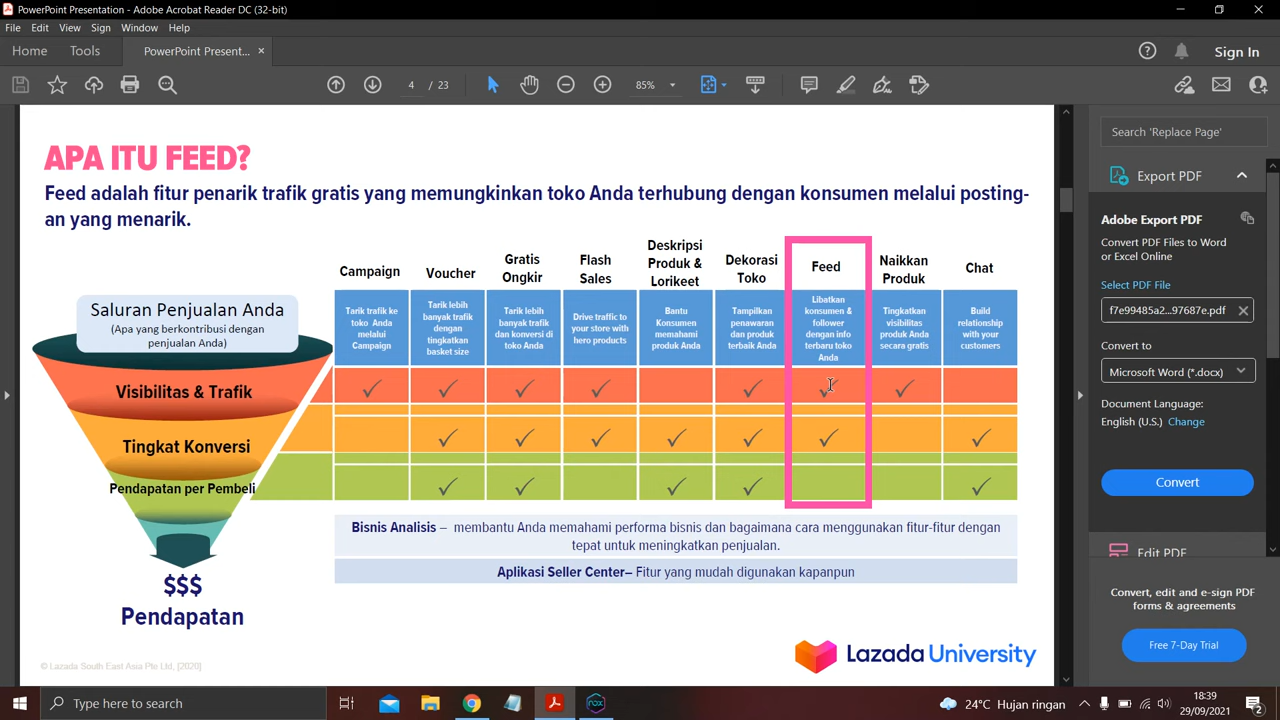 PowerPoint Presentation - Adobe Acrobat Reader DC (32-bit)
File Edit View Sign Window Help
Home Tools PowerPoint Present... × Sign In
4 / 23 85%
APA ITU FEED?
Feed adalah fitur penarik trafik gratis yang memungkinkan toko Anda terhubung dengan konsumen melalui posting-
an yang menarik.
Saluran Penjualan Anda
(Apa yang berkontribusi dengan
penjualan Anda)
Visibilitas & Trafik
Tingkat Konversi
Pendapatan per Pembeli
$$$
Pendapatan
Campaign
Tarik trafik ke
toko Anda
melalui
Campaign
Voucher
Tarik lebih
banyak trafik
dengan
tingkatkan
basket size
Gratis
Ongkir
Tarik lebih
banyak trafik
dan konversi di
toko Anda
Flash
Sales
Drive traffic to
your store with
hero products
Deskripsi
Produk &
Lorikeet
Bantu
Konsumen
memahami
produk Anda
Dekorasi
Toko
Tampilkan
penawaran
dan produk
terbaik Anda
Feed
Libatkan
konsumen &
follower
dengan info
terbaru toko
Anda
Naikkan
Produk
Tingkatkan
visibilitas
produk Anda
secara gratis
Chat
Build
relationship
with your
customers
Bisnis Analisis – membantu Anda memahami performa bisnis dan bagaimana cara menggunakan fitur-fitur dengan
tepat untuk meningkatkan penjualan.
Aplikasi Seller Center– Fitur yang mudah digunakan kapanpun
© Lazada South East Asia Pte Ltd, [2020]
Lazada University
Search 'Replace Page'
Export PDF
Adobe Export PDF
Convert PDF Files to Word
or Excel Online
Select PDF File
f7e99485a2...97687e.pdf
Convert to
Microsoft Word (*.docx)
Document Language:
English (U.S.) Change
Convert
Edit PDF
Convert, edit and e-sign PDF
forms & agreements
Free 7-Day Trial
Type here to search
nox
24°C Hujan ringan
18:39
29/09/2021
2